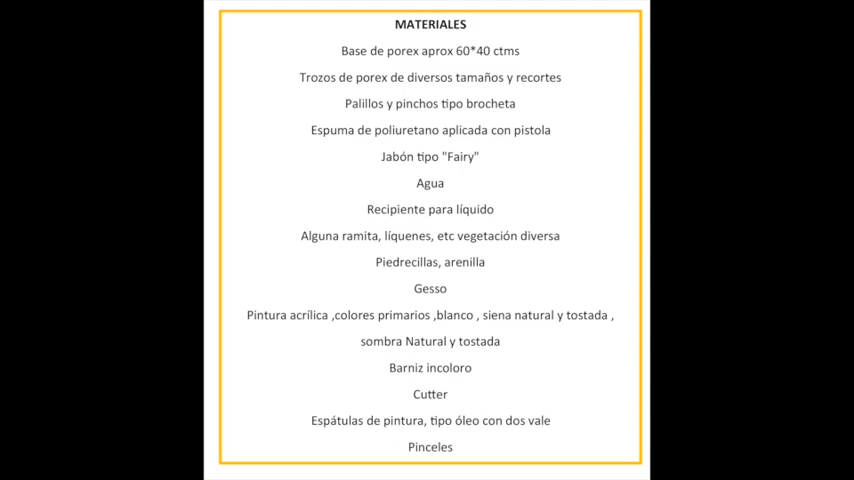 MATERIALES
Base de porex aprox 60*40 ctms
Trozos de porex de diversos tamaños y recortes
Palillos y pinchos tipo brocheta
Espuma de poliuretano aplicada con pistola
Jabón tipo "Fairy"
Agua
Recipiente para líquido
Alguna ramita, líquenes, etc vegetación diversa
Piedrecillas, arenilla
Gesso
Pintura acrílica ,colores primarios ,blanco , siena natural y tostada ,
sombra Natural y tostada
Barniz incoloro
Cutter
Espátulas de pintura, tipo óleo con dos vale
Pinceles